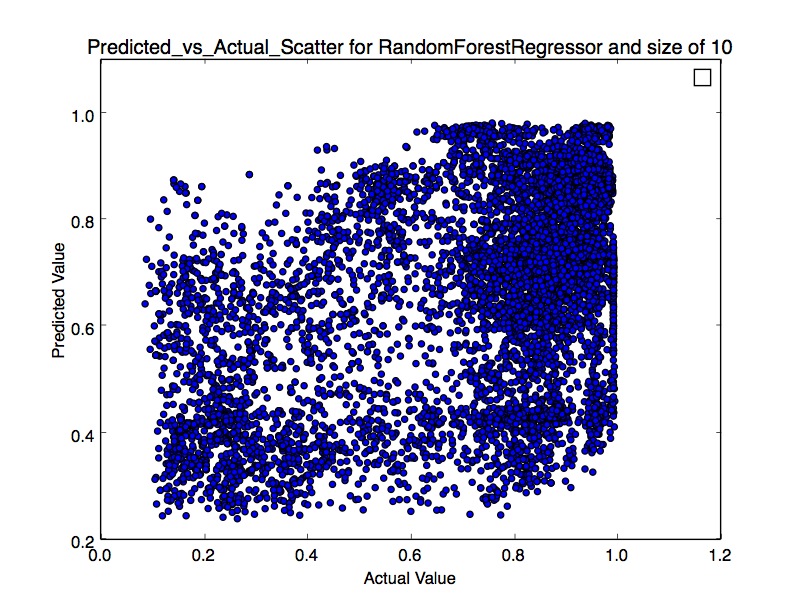 Predicted_vs_Actual_Scatter for RandomForestRegressor and size of 10
1.0
0.8
0.6
0.4
0.2
Predicted Value
0.0 0.2 0.4 0.6 0.8 1.0 1.2
Actual Value